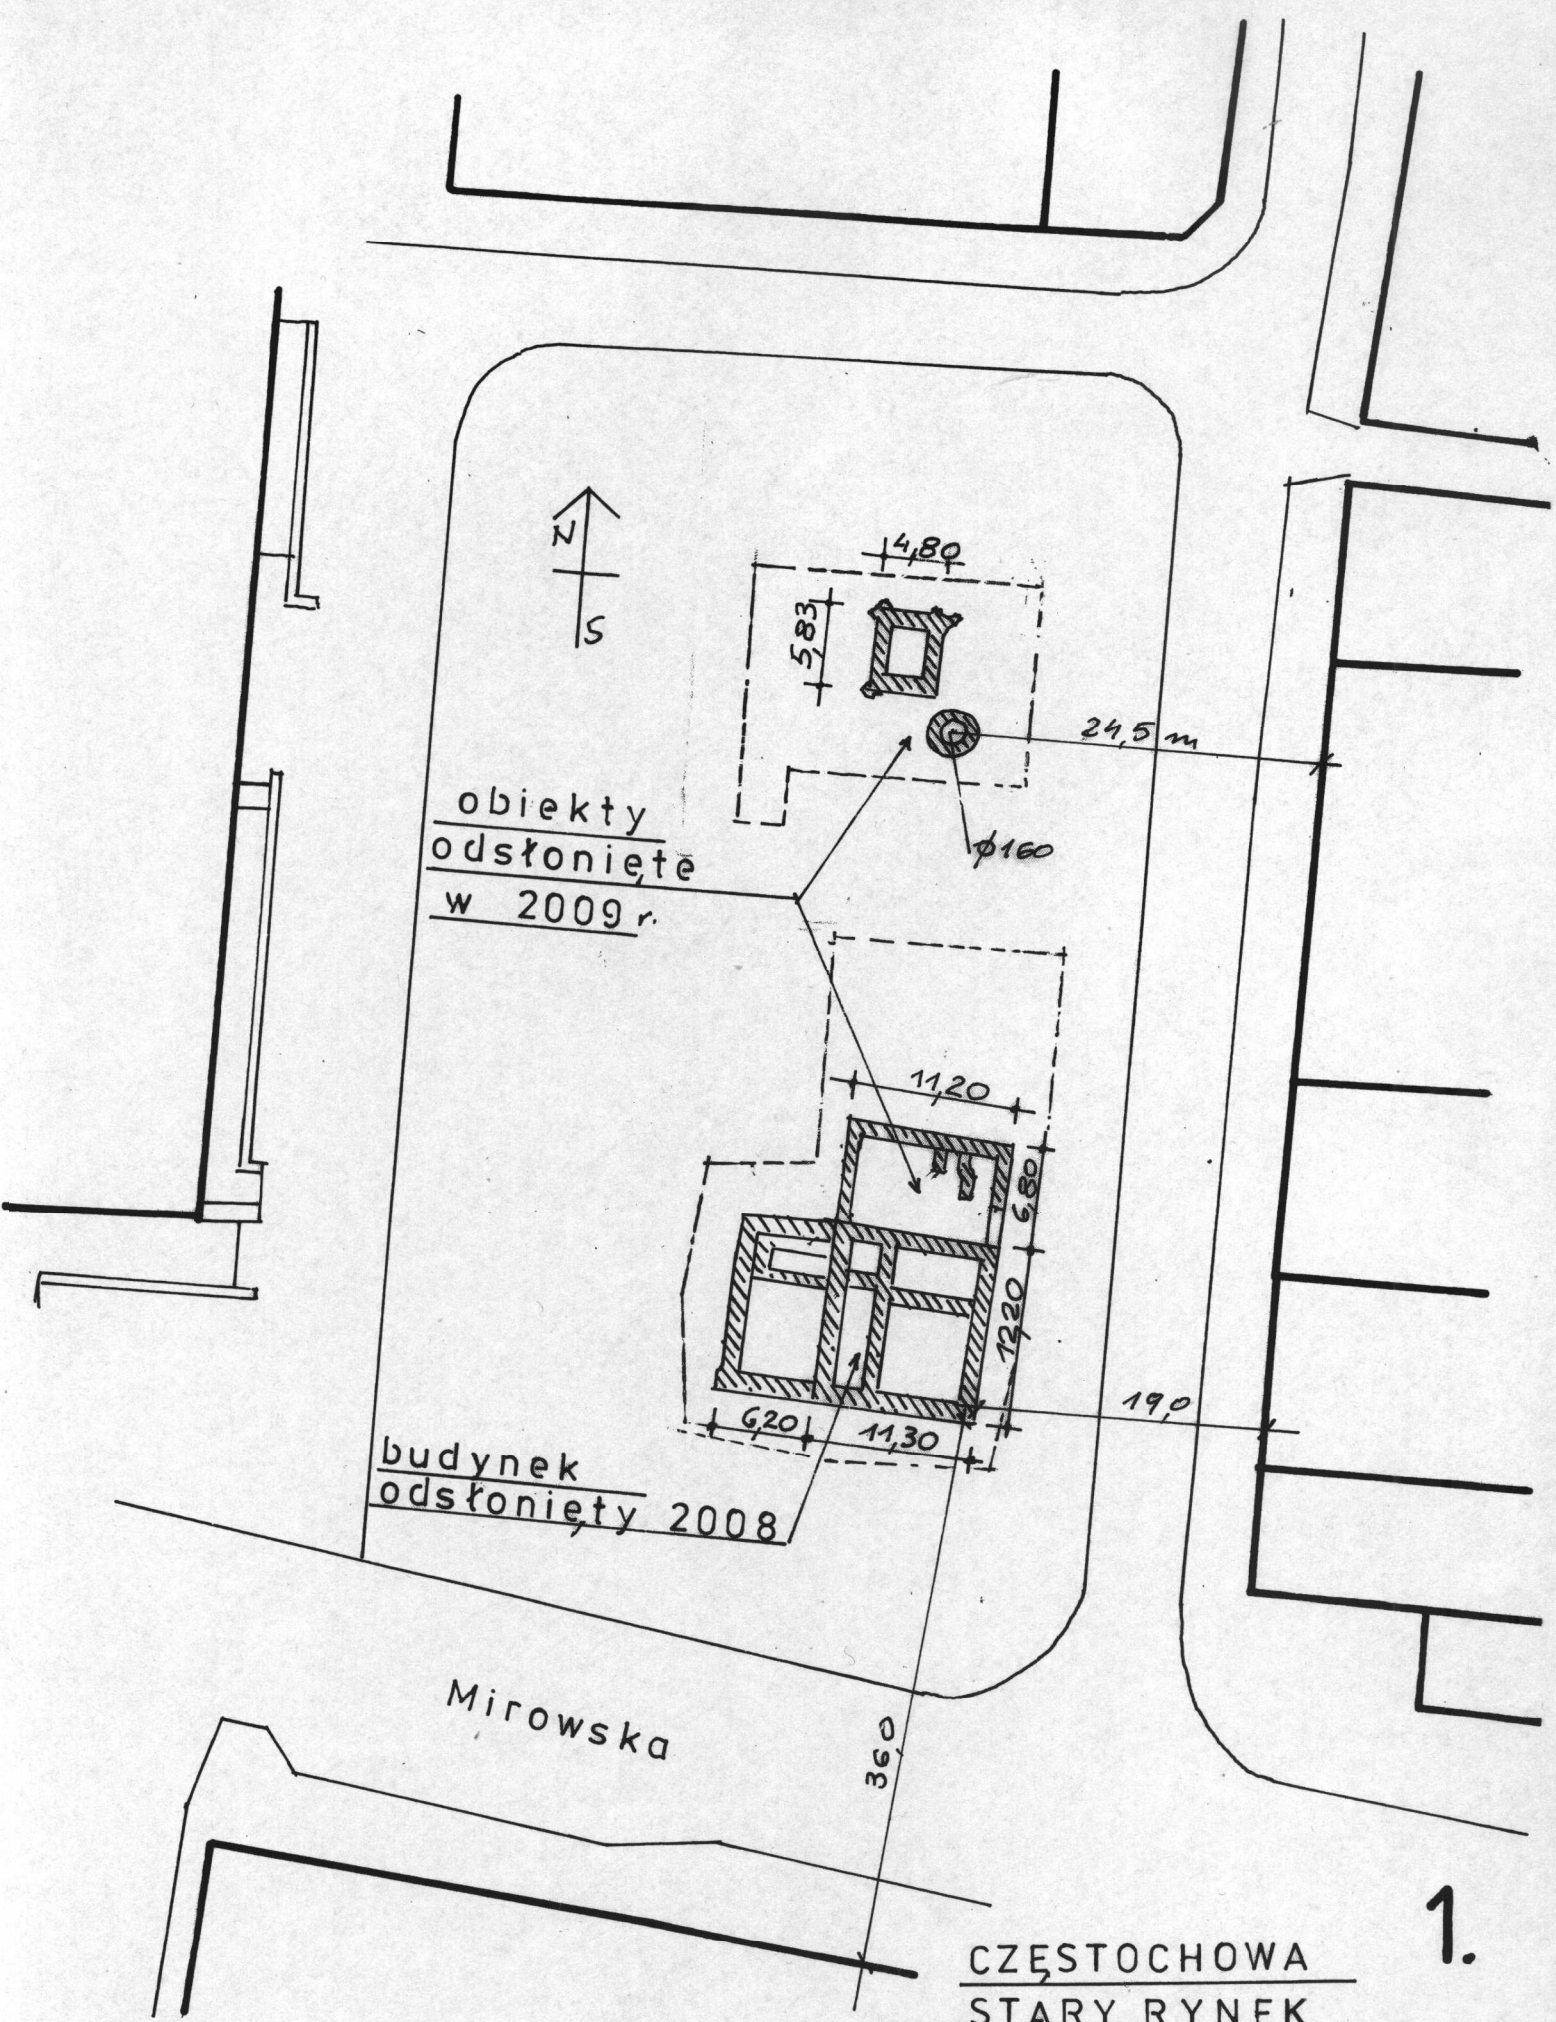 4,80
N
5,83
S
24,5 m
obiekty
odsłonięte
w 2009 r.
ϕ160
11,20
6,80
12,20
19,0
6,20
11,30
budynek
odsłonięty 2008
Mirowska
36,0
1.
CZĘSTOCHOWA
STARY RYNEK